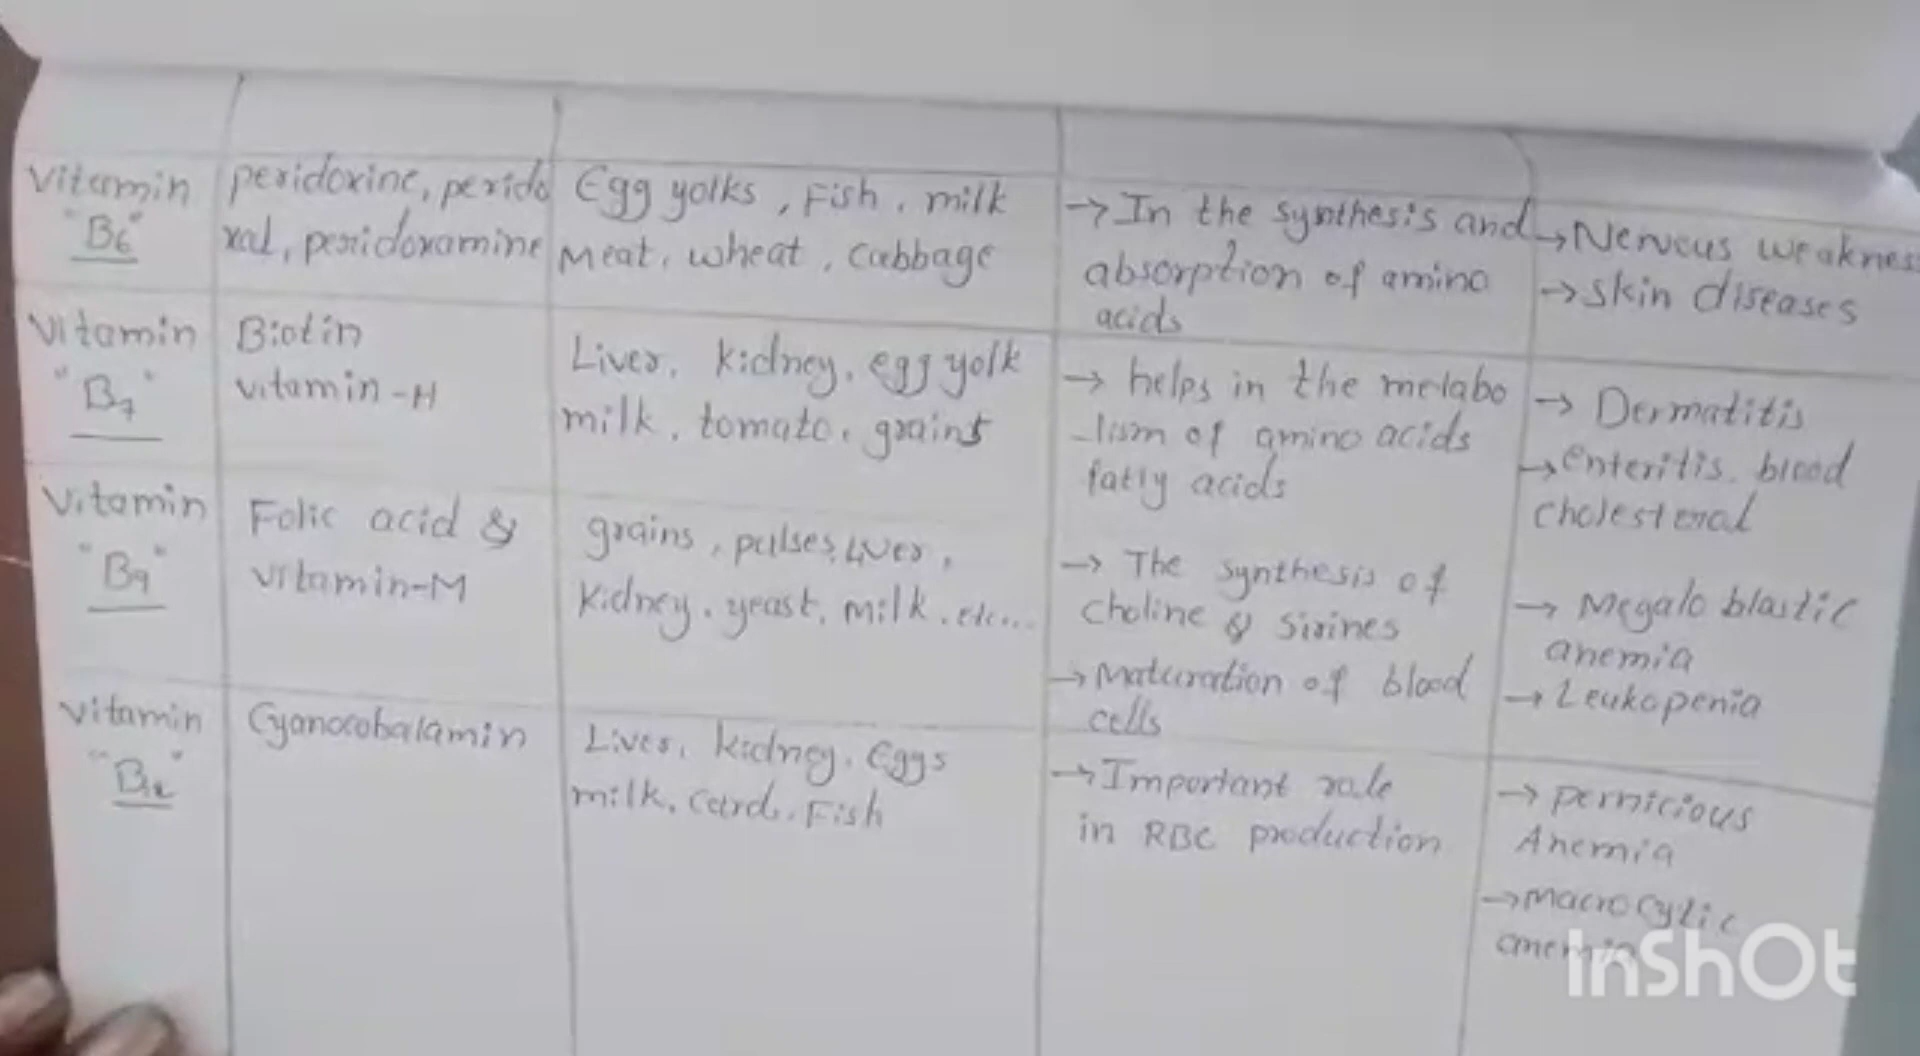 Vitamin
"B6"
peridoxine, perido
xal, peridoxamine
Egg yolks, Fish, milk
Meat, wheat, cabbage
→ In the synthesis and
absorption of amino
acids
→ Nerveus weakness
→ skin diseases
Vitamin
"B7"
Biotin
vitamin-H
Liver, kidney, egg yolk
milk, tomato, grains
→ helps in the metabo
-lism of amino acids
fatty acids
→ Dermatitis
→ enteritis. blood
cholesteral
Vitamin
"B9"
Folic acid &
vitamin-M
grains, pulses, Liver,
kidney, yeast, milk, etc...
→ The synthesis of
choline & sirines
→ Maturation of blood
cells
→ Megalo blastic
anemia
→ Leukopenia
Vitamin
"B12"
Cyanocobalamin
Liver, kidney, Eggs
milk, curd, Fish
→ Important role
in RBC production
→ pernicious
Anemia
→ macrocytic
anemia
InShOt